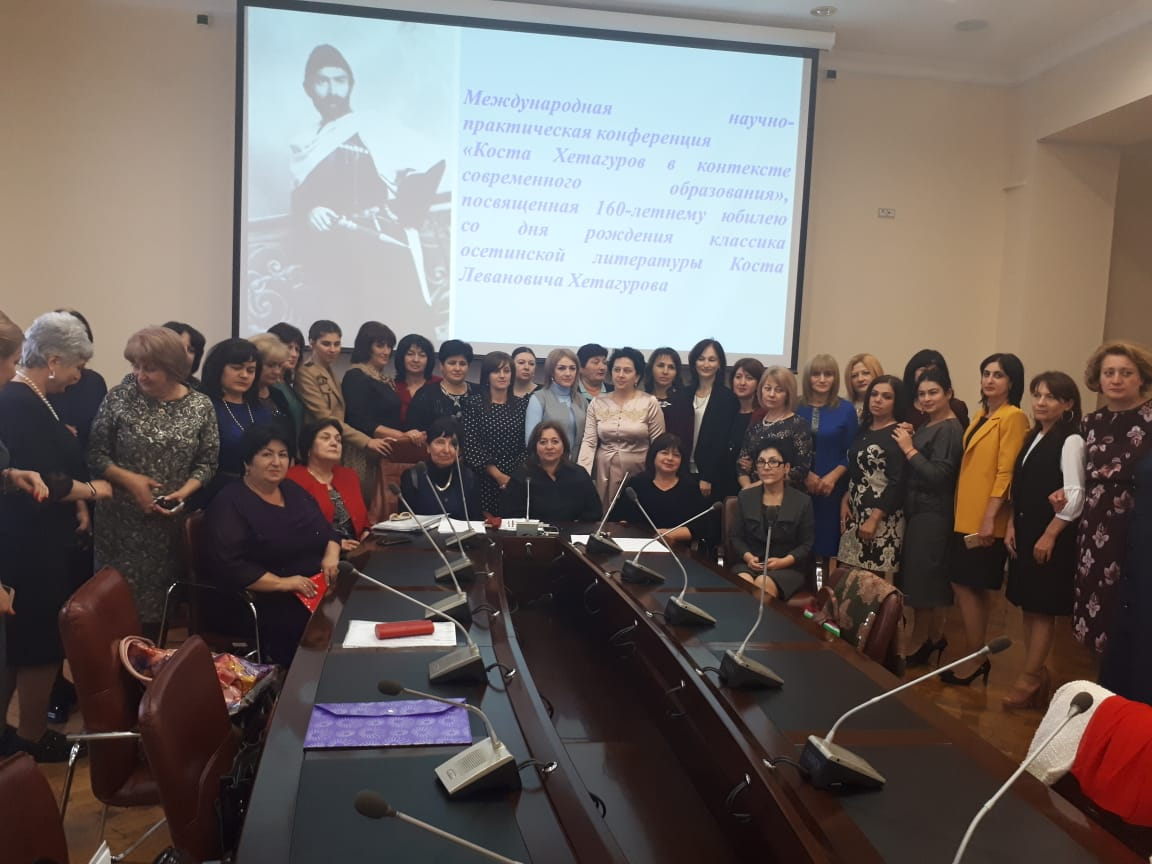 Международная научно-
практическая конференция
«Коста Хетагуров в контексте
современного образования»,
посвященная 160-летнему юбилею
со дня рождения классика
осетинской литературы Коста
Левановича Хетагурова